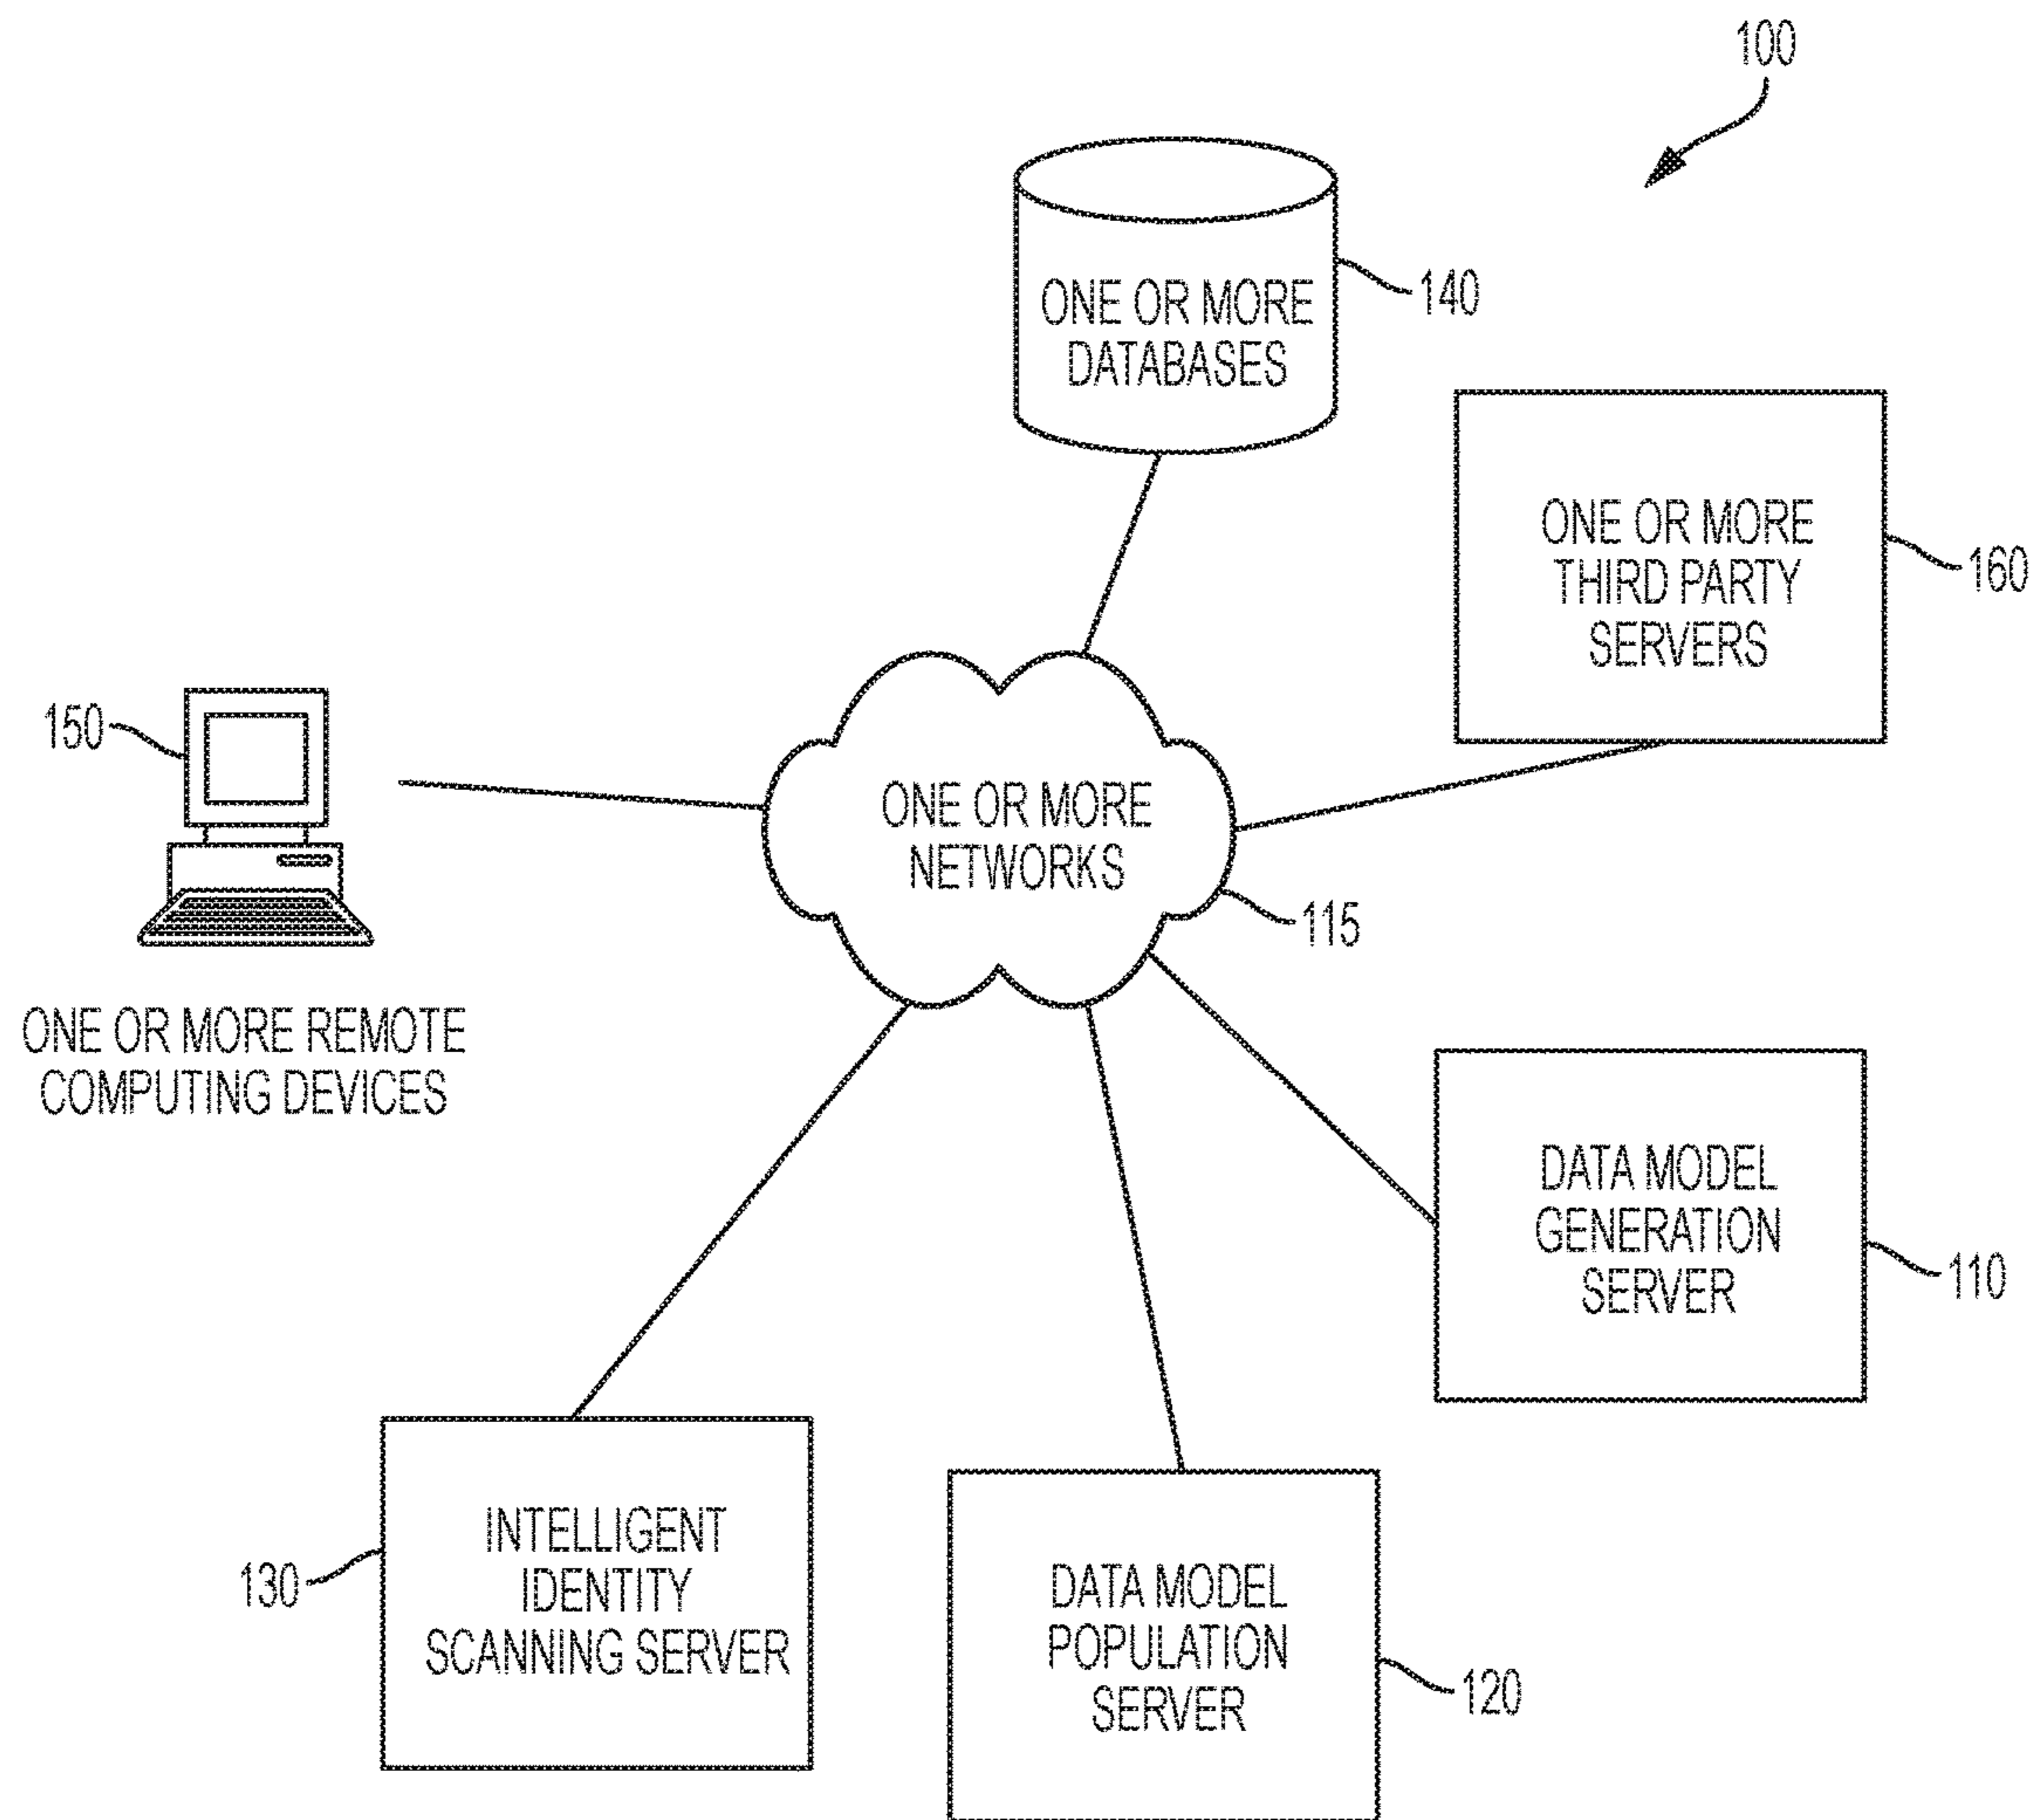 100
ONE OR MORE
DATABASES
140
ONE OR MORE
THIRD PARTY
SERVERS
160
150
ONE OR MORE
NETWORKS
115
ONE OR MORE REMOTE
COMPUTING DEVICES
DATA MODEL
GENERATION
SERVER
110
INTELLIGENT
IDENTITY
SCANNING SERVER
130
DATA MODEL
POPULATION
SERVER
120